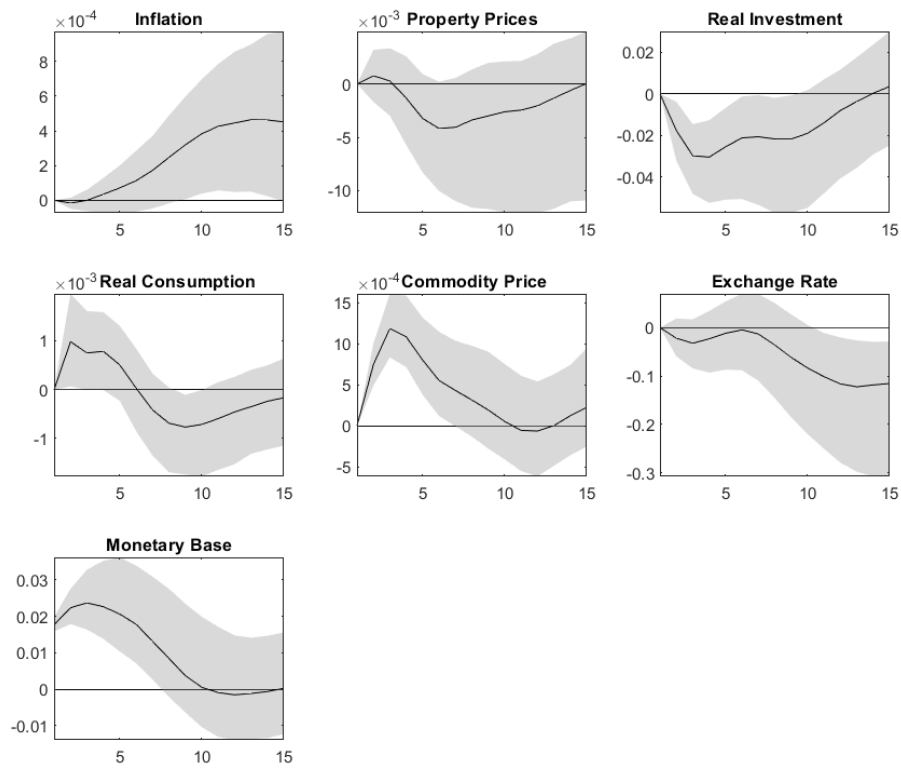 ×10⁻⁴ Inflation
8
6
4
2
0
5 10 15
×10⁻³ Property Prices
0
-5
-10
5 10 15
Real Investment
0.02
0
-0.02
-0.04
5 10 15
×10⁻³ Real Consumption
1
0
-1
5 10 15
×10⁻⁴ Commodity Price
15
10
5
0
-5
5 10 15
Exchange Rate
0
-0.1
-0.2
-0.3
5 10 15
Monetary Base
0.03
0.02
0.01
0
-0.01
5 10 15